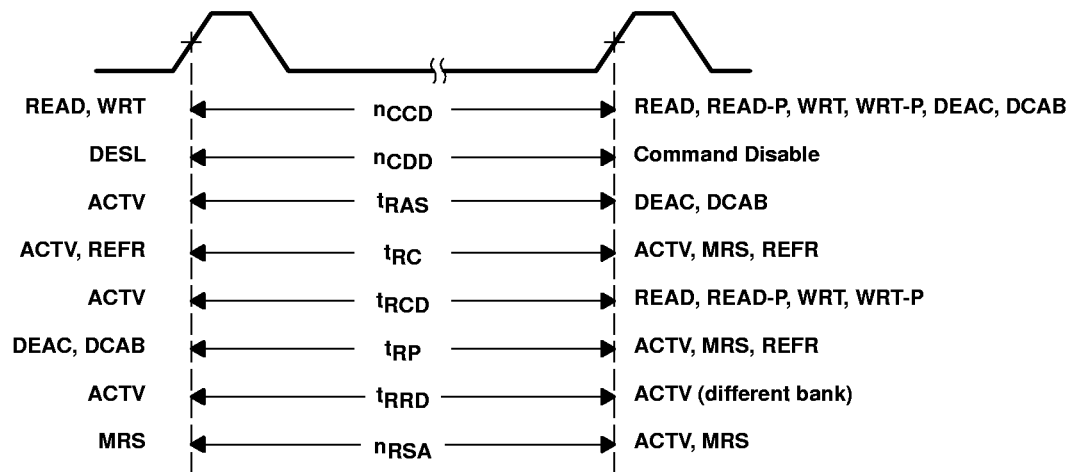 READ, WRT nCCD READ, READ-P, WRT, WRT-P, DEAC, DCAB
DESL nCDD Command Disable
ACTV tRAS DEAC, DCAB
ACTV, REFR tRC ACTV, MRS, REFR
ACTV tRCD READ, READ-P, WRT, WRT-P
DEAC, DCAB tRP ACTV, MRS, REFR
ACTV tRRD ACTV (different bank)
MRS nRSA ACTV, MRS